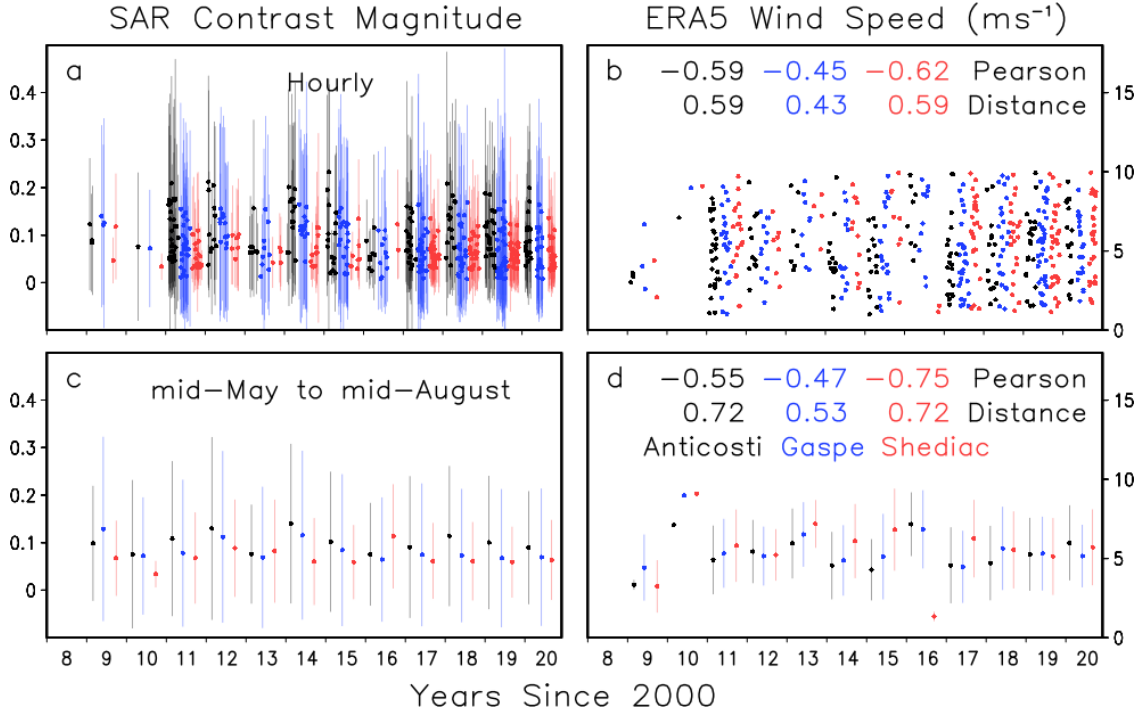 SAR Contrast Magnitude
ERA5 Wind Speed (ms⁻¹)
a
Hourly
0.4
0.3
0.2
0.1
0
b
−0.59 −0.45 −0.62 Pearson
0.59 0.43 0.59 Distance
15
10
5
0
c
mid−May to mid−August
0.4
0.3
0.2
0.1
0
8 9 10 11 12 13 14 15 16 17 18 19 20
d
−0.55 −0.47 −0.75 Pearson
0.72 0.53 0.72 Distance
Anticosti Gaspe Shediac
15
10
5
0
8 9 10 11 12 13 14 15 16 17 18 19 20
Years Since 2000